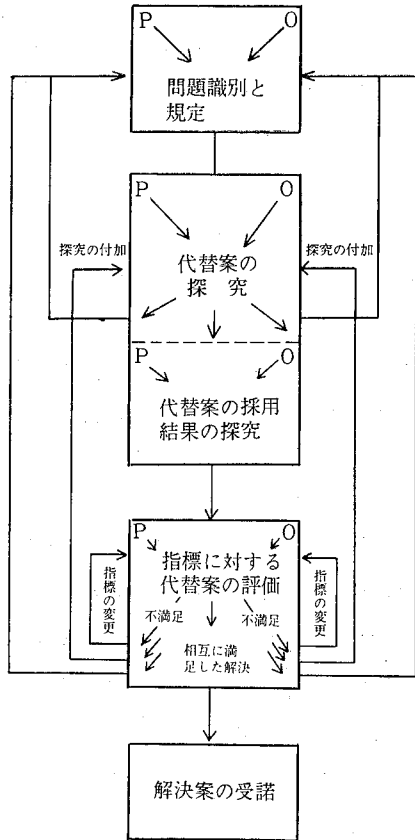 P O
問題識別と
規定
P O
探究の付加
探究の付加
代替案の
探 究
P O
代替案の採用
結果の探究
P O
指標に対する
代替案の評価
指標の変更
指標の変更
不満足
不満足
相互に満
足した解決
解決案の受諾